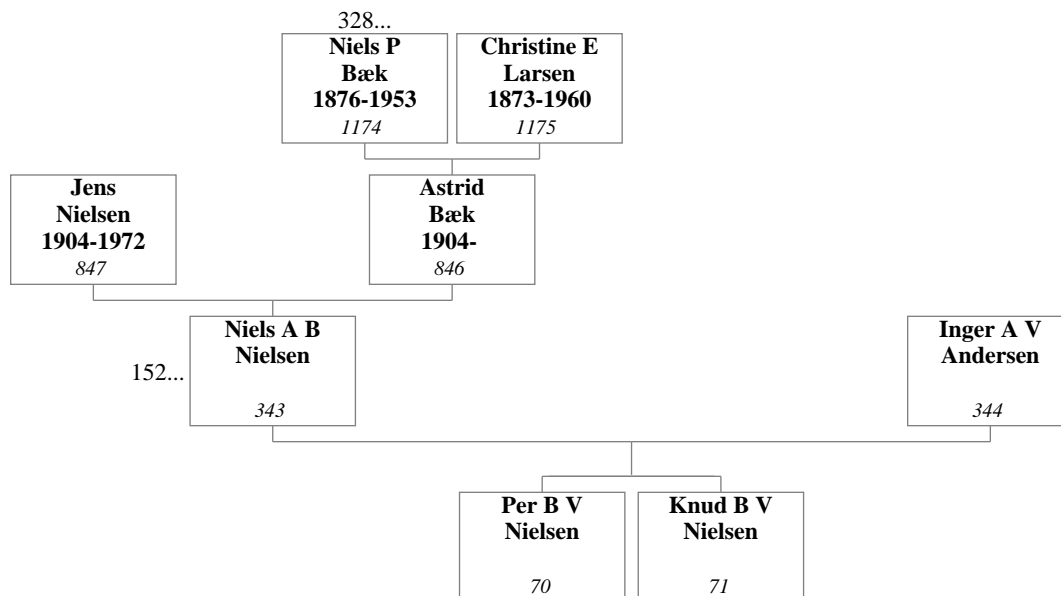 328...
Niels P
Bæk
1876-1953
1174
Christine E
Larsen
1873-1960
1175
Jens
Nielsen
1904-1972
847
Astrid
Bæk
1904-
846
152...
Niels A B
Nielsen
343
Inger A V
Andersen
344
Per B V
Nielsen
70
Knud B V
Nielsen
71